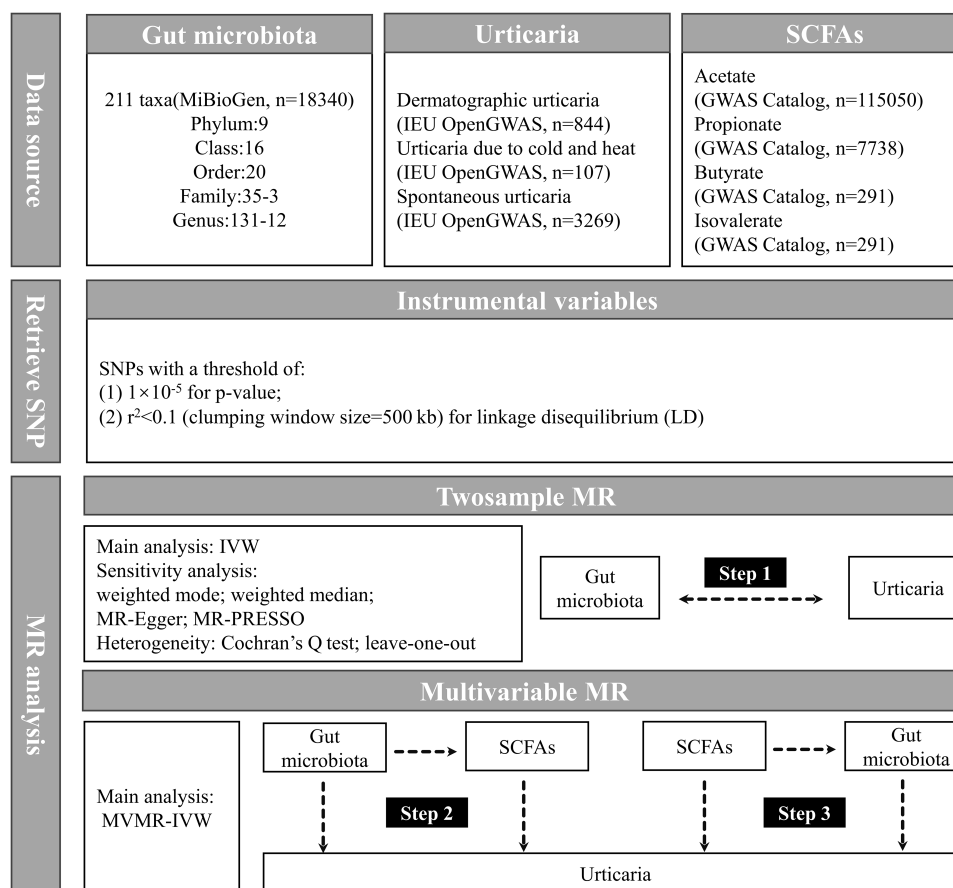 Data source
Gut microbiota
211 taxa(MiBioGen, n=18340)
Phylum:9
Class:16
Order:20
Family:35-3
Genus:131-12
Urticaria
Dermatographic urticaria
(IEU OpenGWAS, n=844)
Urticaria due to cold and heat
(IEU OpenGWAS, n=107)
Spontaneous urticaria
(IEU OpenGWAS, n=3269)
SCFAs
Acetate
(GWAS Catalog, n=115050)
Propionate
(GWAS Catalog, n=7738)
Butyrate
(GWAS Catalog, n=291)
Isovalerate
(GWAS Catalog, n=291)
Retrieve SNP
Instrumental variables
SNPs with a threshold of:
(1) 1×10⁻⁵ for p-value;
(2) r²<0.1 (clumping window size=500 kb) for linkage disequilibrium (LD)
MR analysis
Twosample MR
Main analysis: IVW
Sensitivity analysis:
weighted mode; weighted median;
MR-Egger; MR-PRESSO
Heterogeneity: Cochran's Q test; leave-one-out
Gut
microbiota
Step 1
Urticaria
Multivariable MR
Main analysis:
MVMR-IVW
Gut
microbiota
SCFAs
Step 2
SCFAs
Gut
microbiota
Step 3
Urticaria